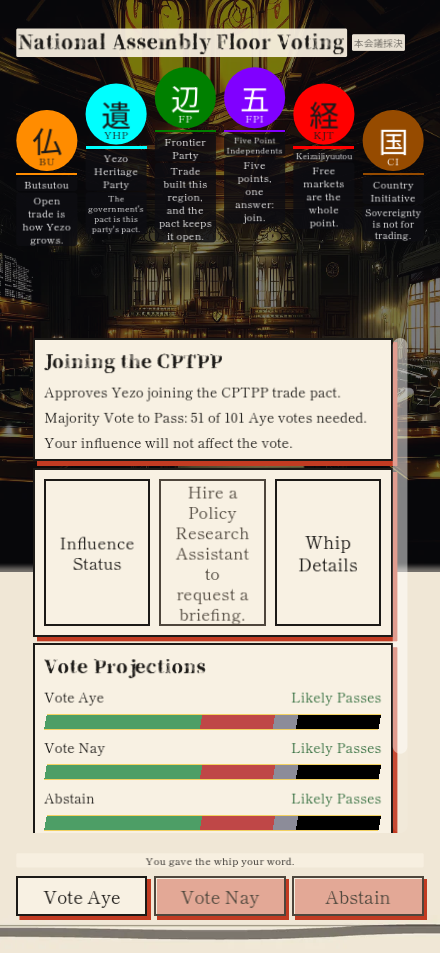 National Assembly Floor Voting
本会議採決
仏
BU
Butsutou
Open
trade is
how Yezo
grows.
遺
YHP
Yezo
Heritage
Party
The
government's
pact is this
party's pact.
辺
FP
Frontier
Party
Trade
built this
region,
and the
pact keeps
it open.
五
FPI
Five Point
Independents
Five
points,
one
answer:
join.
経
KJT
Keizaijiyuutou
Free
markets
are the
whole
point.
国
CI
Country
Initiative
Sovereignty
is not for
trading.
Joining the CPTPP
Approves Yezo joining the CPTPP trade pact.
Majority Vote to Pass: 51 of 101 Aye votes needed.
Your influence will not affect the vote.
Influence
Status
Hire a
Policy
Research
Assistant
to
request a
briefing.
Whip
Details
Vote Projections
Vote Aye Likely Passes
Vote Nay Likely Passes
Abstain Likely Passes
You gave the whip your word.
Vote Aye
Vote Nay
Abstain